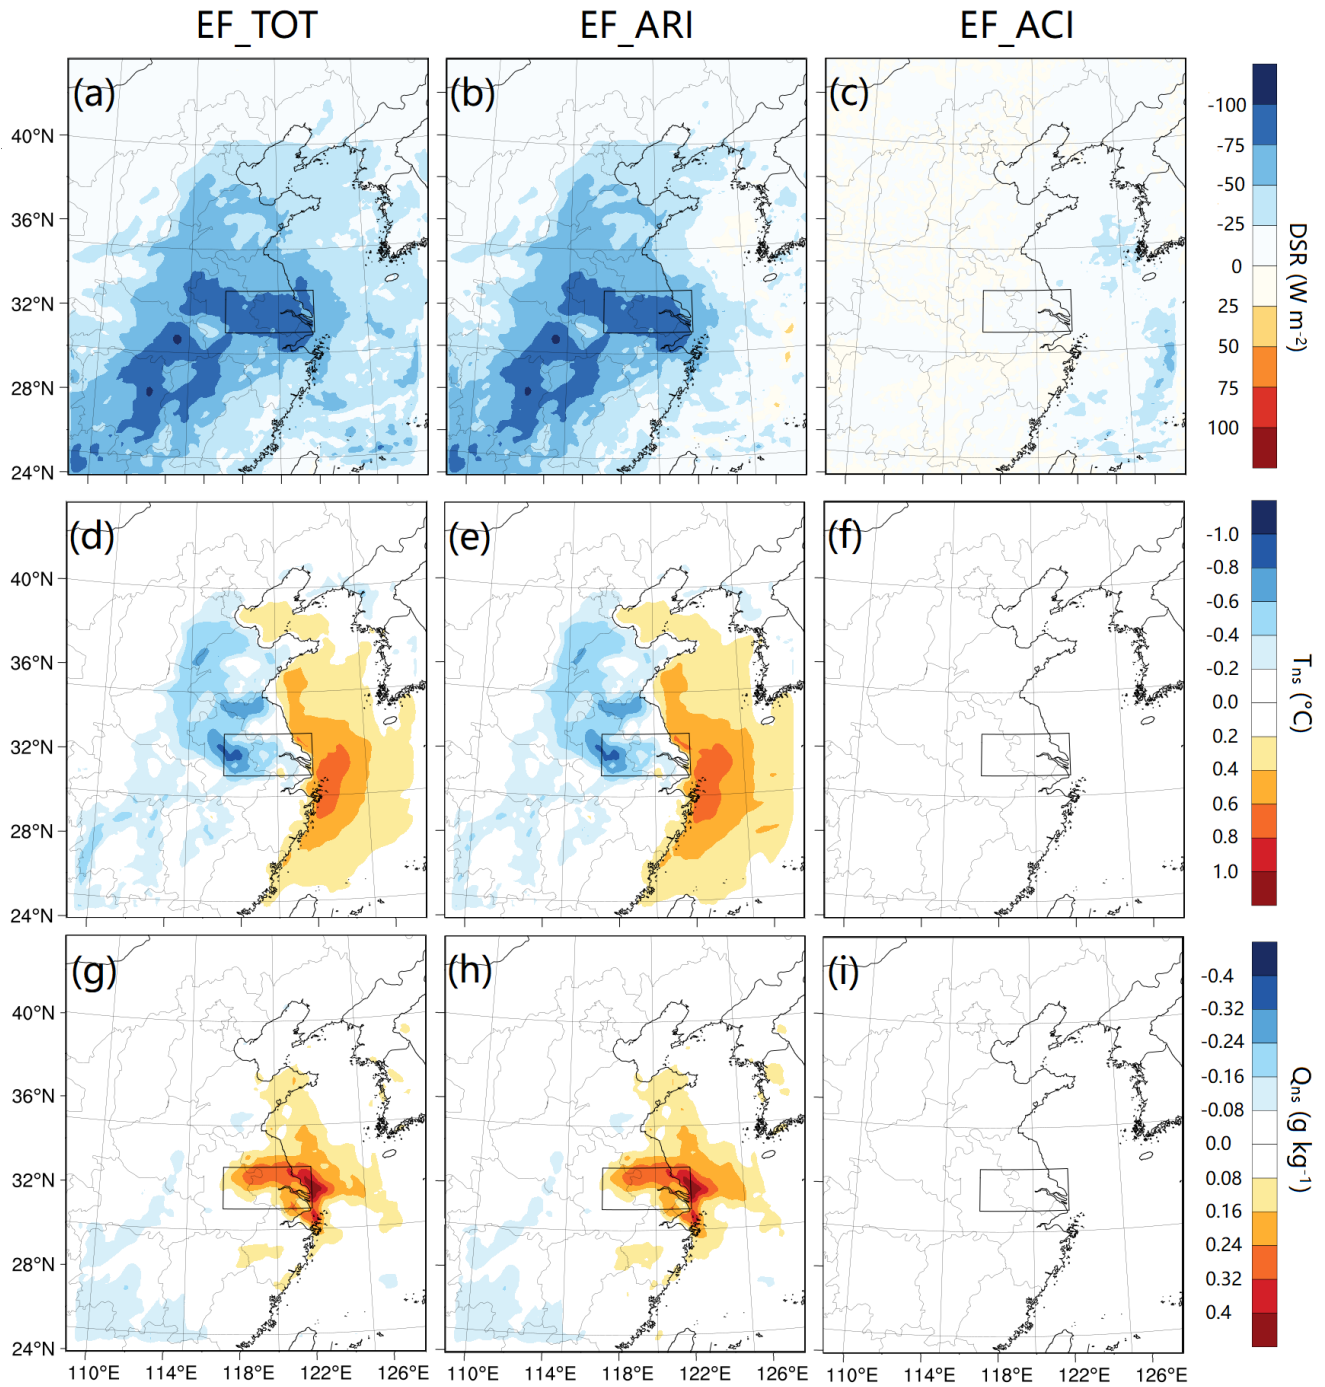 EF_TOT EF_ARI EF_ACI
(a) (b) (c)
40°N
36°N
32°N
28°N
24°N
-100
-75
-50
-25
0
25
50
75
100
DSR (W m-2)
(d) (e) (f)
40°N
36°N
32°N
28°N
24°N
-1.0
-0.8
-0.6
-0.4
-0.2
0.0
0.2
0.4
0.6
0.8
1.0
Tns (°C)
(g) (h) (i)
40°N
36°N
32°N
28°N
24°N
-0.4
-0.32
-0.24
-0.16
-0.08
0.0
0.08
0.16
0.24
0.32
0.4
Qns (g kg-1)
110°E 114°E 118°E 122°E 126°E 110°E 114°E 118°E 122°E 126°E 110°E 114°E 118°E 122°E 126°E